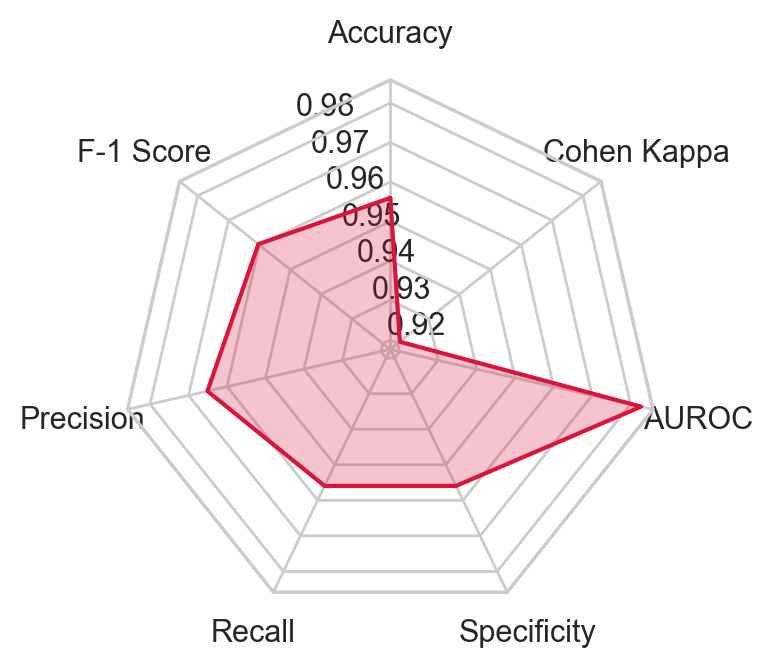 Accuracy
0.98
F-1 Score
0.97
Cohen Kappa
0.96
0.95
0.94
0.93
0.92
Precision
AUROC
Recall
Specificity